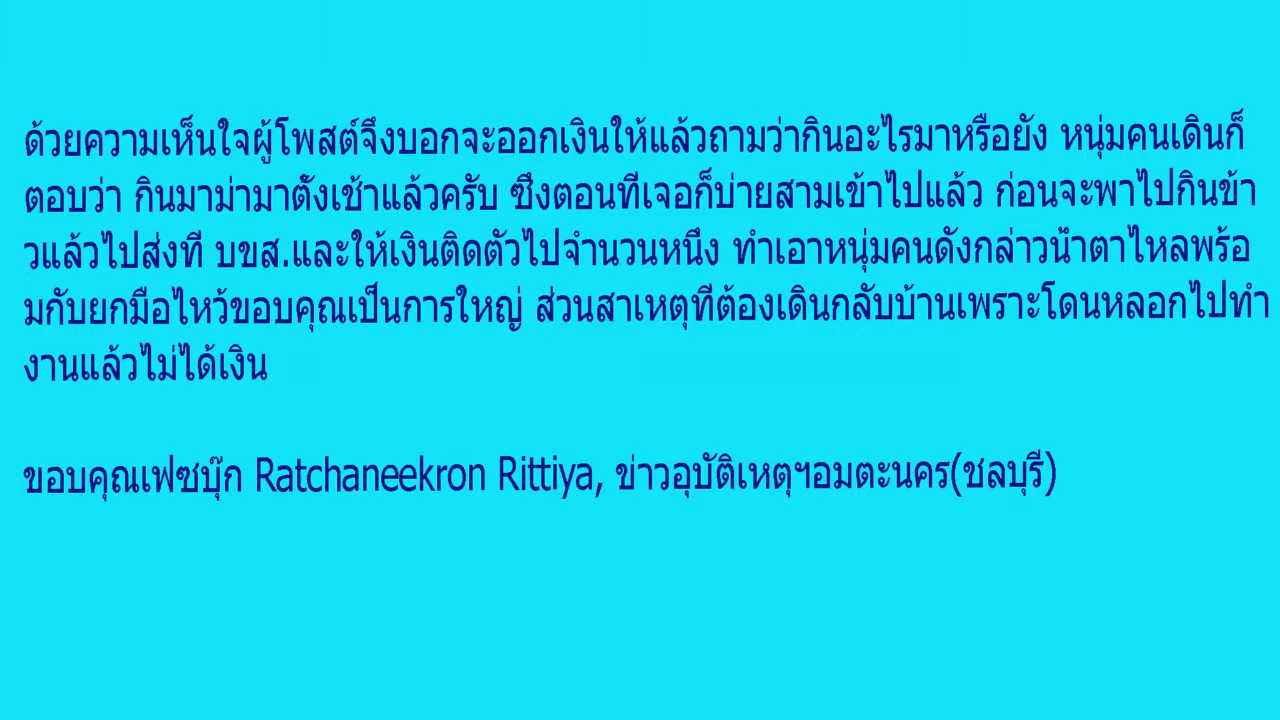 ด้วยความเห็นใจผู้โพสต์จึงบอกจะออกเงินให้แล้วถามว่ากินอะไรมาหรือยัง หนุ่มคนเดินก็
ตอบว่า กินมาม่ามาตั้งเช้าแล้วครับ ซึ่งตอนที่เจอก็บ่ายสามเข้าไปแล้ว ก่อนจะพาไปกินข้า
วแล้วไปส่งที่ บขส.และให้เงินติดตัวไปจำนวนหนึ่ง ทำเอาหนุ่มคนดังกล่าวน้ำตาไหลพร้อ
มกับยกมือไหว้ขอบคุณเป็นการใหญ่ ส่วนสาเหตุที่ต้องเดินกลับบ้านเพราะโดนหลอกไปทำ
งานแล้วไม่ได้เงิน
ขอบคุณเฟซบุ๊ก Ratchaneekron Rittiya, ข่าวอุบัติเหตุฯอมตะนคร(ชลบุรี)